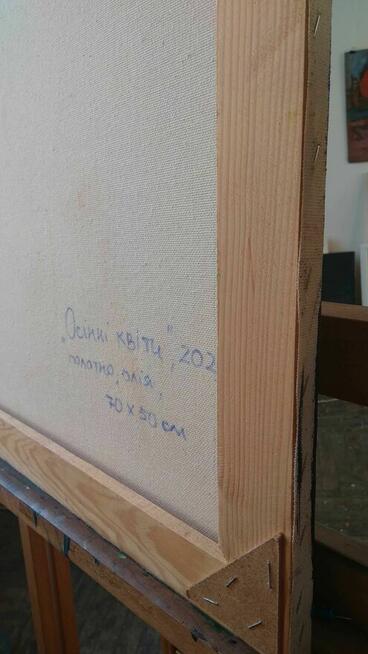 „Осінні квіти", 202
полотно, олія,
70 x 50 см